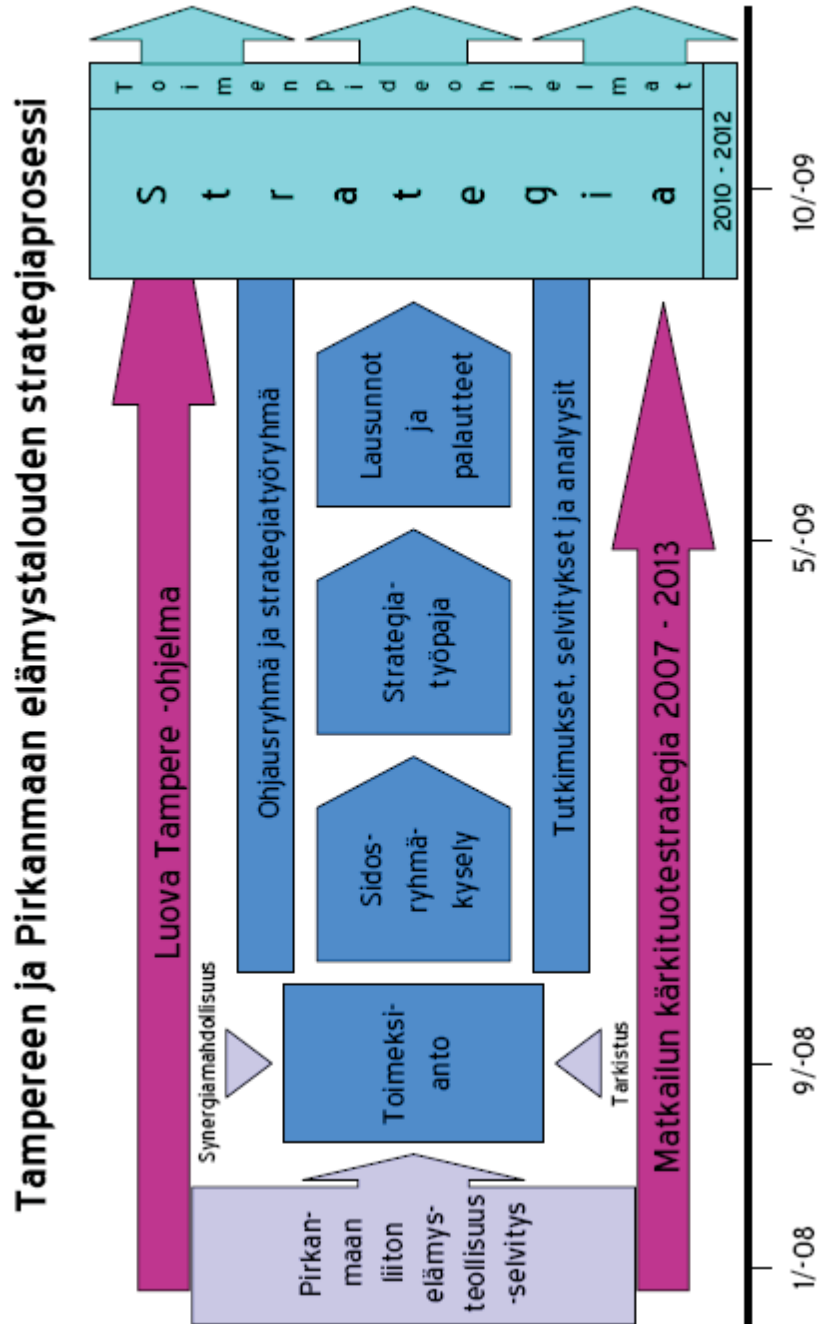 Tampereen ja Pirkanmaan elämystalouden strategiaprosessi
Luova Tampere -ohjelma
Synergiamahdollisuus
Ohjausryhmä ja strategiatyöryhmä
Pirkan-
maan
liiton
elämys-
teollisuus
-selvitys
Toimeksi-
anto
Sidos-
ryhmä-
kysely
Strategia-
työpaja
Lausunnot
ja
palautteet
Tutkimukset, selvitykset ja analyysit
Tarkistus
Matkailun kärkituotestrategia 2007 - 2013
Strategia
Toimenpideohjelmat
2010 - 2012
1/-08
9/-08
5/-09
10/-09